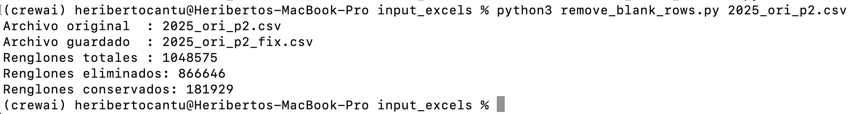 (crewai) heribertocantu@Heribertos-MacBook-Pro input_excels % python3 remove_blank_rows.py 2025_ori_p2.csv
Archivo original  : 2025_ori_p2.csv
Archivo guardado  : 2025_ori_p2_fix.csv
Renglones totales : 1048575
Renglones eliminados: 866646
Renglones conservados: 181929
(crewai) heribertocantu@Heribertos-MacBook-Pro input_excels %